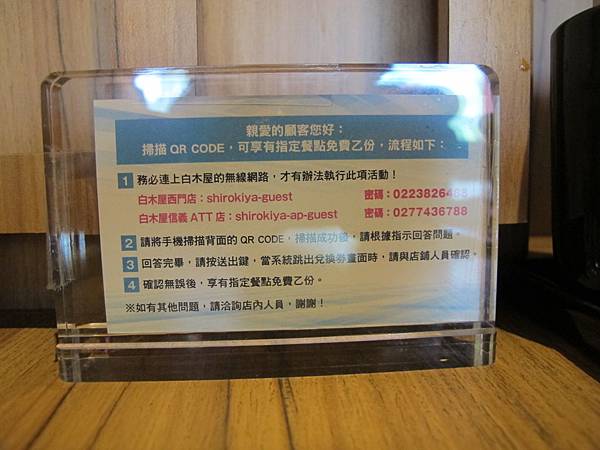 親愛的顧客您好：
掃描 QR CODE，可享有指定餐點免費乙份，流程如下：
1 務必連上白木屋的無線網路，才有辦法執行此項活動！
白木屋西門店：shirokiya-guest 密碼：0223826468
白木屋信義 ATT 店：shirokiya-ap-guest 密碼：0277436788
2 請將手機掃描背面的 QR CODE，掃描成功後，請根據指示回答問題。
3 回答完畢，請按送出鍵，當系統跳出兌換券畫面時，請與店鋪人員確認。
4 確認無誤後，享有指定餐點免費乙份。
※如有其他問題，請洽詢店內人員，謝謝！